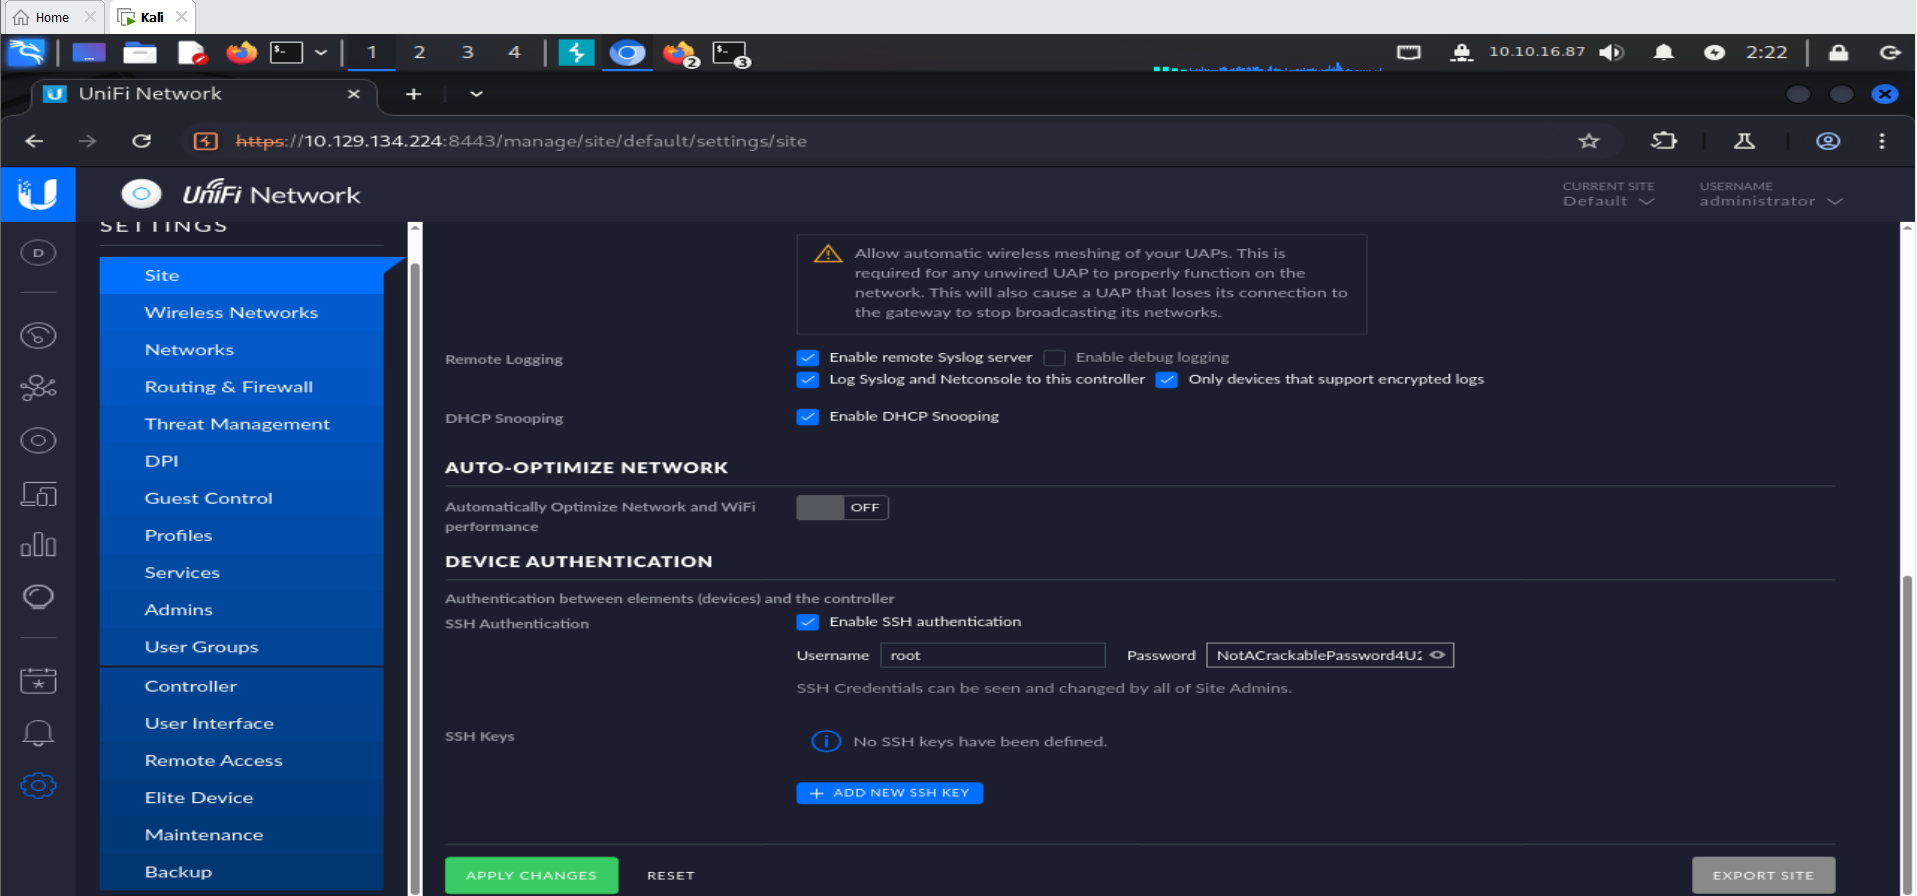 Home
Kali
1 2 3 4
2
3
10.10.16.87
2:22
UniFi Network
https://10.129.134.224:8443/manage/site/default/settings/site
UniFi Network
CURRENT SITE
Default
USERNAME
administrator
SETTINGS
D
Site
Wireless Networks
Networks
Routing & Firewall
Threat Management
DPI
Guest Control
Profiles
Services
Admins
User Groups
Controller
User Interface
Remote Access
Elite Device
Maintenance
Backup
Allow automatic wireless meshing of your UAPs. This is
required for any unwired UAP to properly function on the
network. This will also cause a UAP that loses its connection to
the gateway to stop broadcasting its networks.
Remote Logging
Enable remote Syslog server
Enable debug logging
Log Syslog and Netconsole to this controller
Only devices that support encrypted logs
DHCP Snooping
Enable DHCP Snooping
AUTO-OPTIMIZE NETWORK
Automatically Optimize Network and WiFi
performance
OFF
DEVICE AUTHENTICATION
Authentication between elements (devices) and the controller
SSH Authentication
Enable SSH authentication
Username
root
Password
NotACrackablePassword4U2
SSH Credentials can be seen and changed by all of Site Admins.
SSH Keys
No SSH keys have been defined.
+ ADD NEW SSH KEY
APPLY CHANGES
RESET
EXPORT SITE